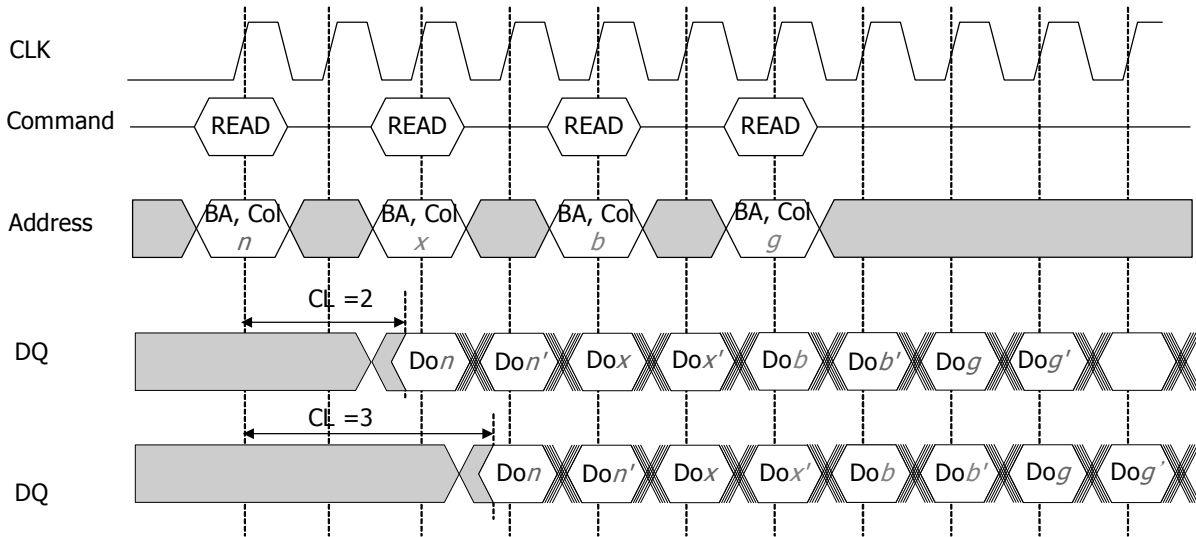 CLK
Command READ READ READ READ
Address BA, Col BA, Col BA, Col BA, Col
n x b g
CL =2
DQ Don Don' Dox Dox' Dob Dob' Dog Dog'
CL =3
DQ Don Don' Dox Dox' Dob Dob' Dog Dog'